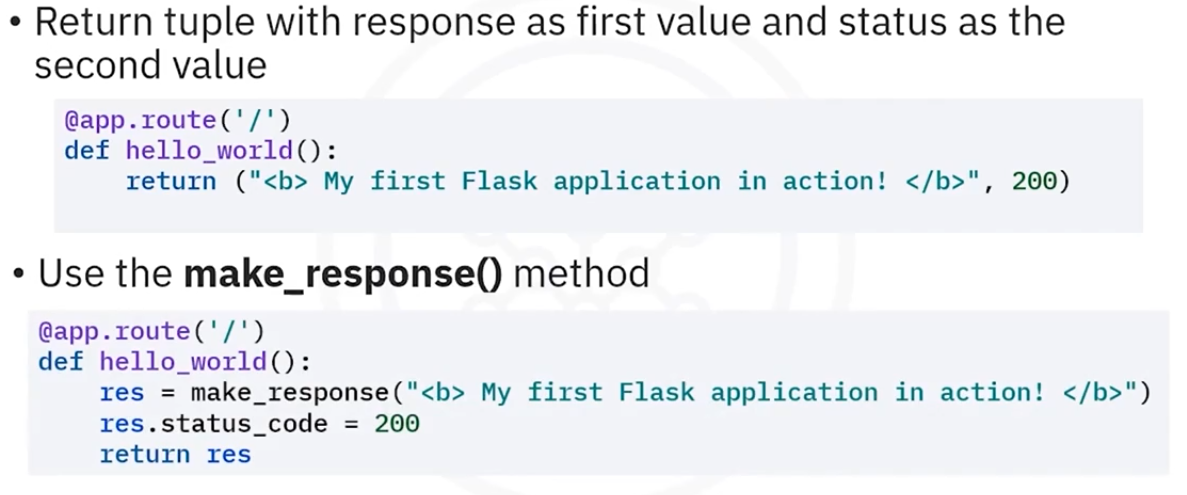 • Return tuple with response as first value and status as the
second value
@app.route('/')
def hello_world():
    return ("<b> My first Flask application in action! </b>", 200)
• Use the make_response() method
@app.route('/')
def hello_world():
    res = make_response("<b> My first Flask application in action! </b>")
    res.status_code = 200
    return res